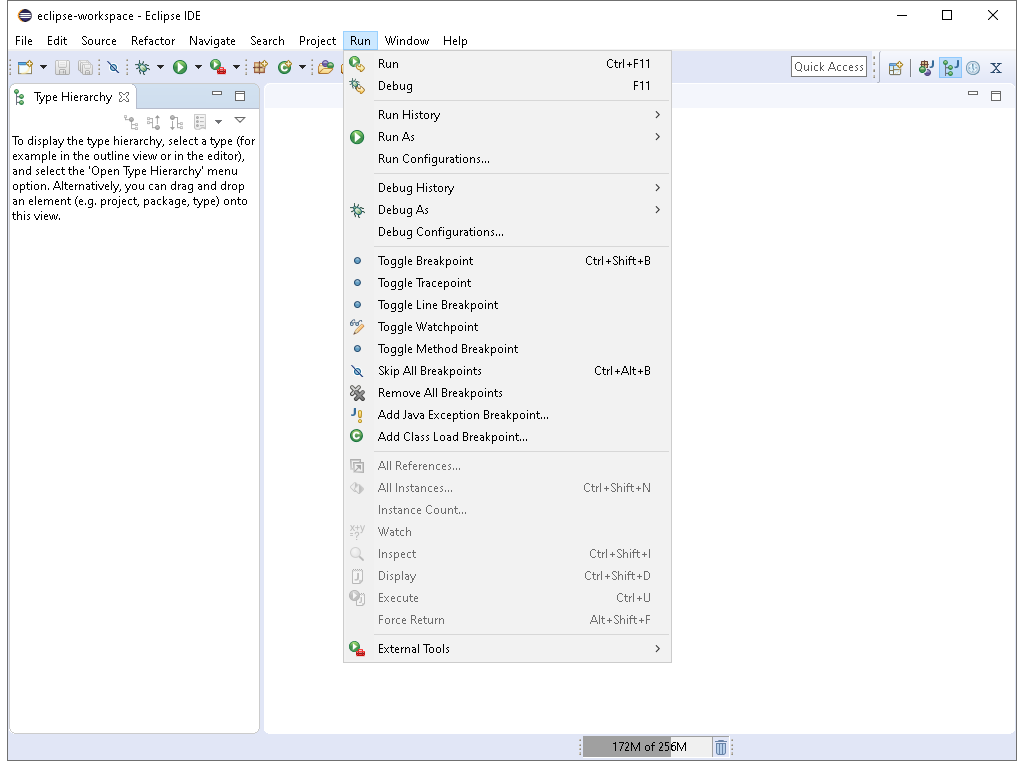 eclipse-workspace - Eclipse IDE
File Edit Source Refactor Navigate Search Project Run Window Help
Quick Access
Type Hierarchy
To display the type hierarchy, select a type (for
example in the outline view or in the editor),
and select the 'Open Type Hierarchy' menu
option. Alternatively, you can drag and drop
an element (e.g. project, package, type) onto
this view.
Run Ctrl+F11
Debug F11
Run History
Run As
Run Configurations...
Debug History
Debug As
Debug Configurations...
Toggle Breakpoint Ctrl+Shift+B
Toggle Tracepoint
Toggle Line Breakpoint
Toggle Watchpoint
Toggle Method Breakpoint
Skip All Breakpoints Ctrl+Alt+B
Remove All Breakpoints
Add Java Exception Breakpoint...
Add Class Load Breakpoint...
All References...
All Instances... Ctrl+Shift+N
Instance Count...
Watch
Inspect Ctrl+Shift+I
Display Ctrl+Shift+D
Execute Ctrl+U
Force Return Alt+Shift+F
External Tools
172M of 256M